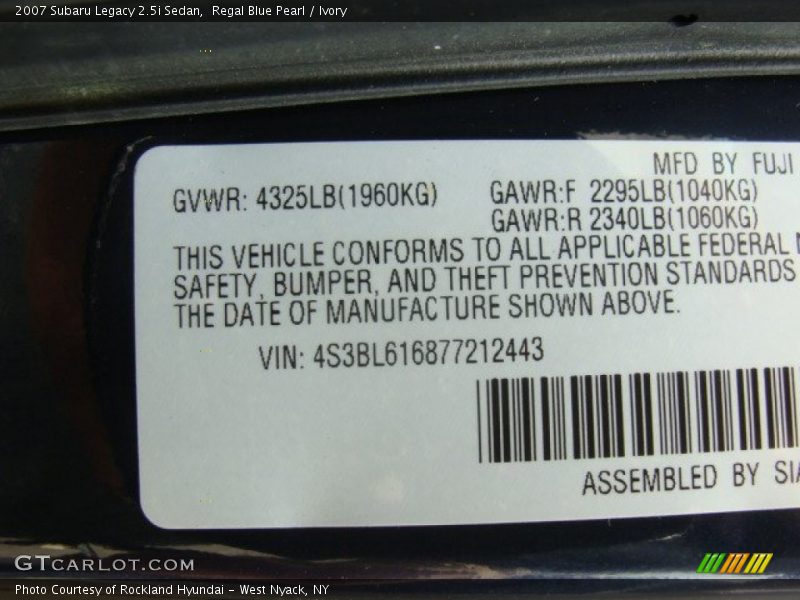 2007 Subaru Legacy 2.5i Sedan,  Regal Blue Pearl / Ivory
MFD BY FUJI
GVWR: 4325LB(1960KG) GAWR:F 2295LB(1040KG)
GAWR:R 2340LB(1060KG)
THIS VEHICLE CONFORMS TO ALL APPLICABLE FEDERAL
SAFETY, BUMPER, AND THEFT PREVENTION STANDARDS
THE DATE OF MANUFACTURE SHOWN ABOVE.
VIN: 4S3BL616877212443
ASSEMBLED BY SIA
GTCARLOT.COM
Photo Courtesy of Rockland Hyundai - West Nyack, NY